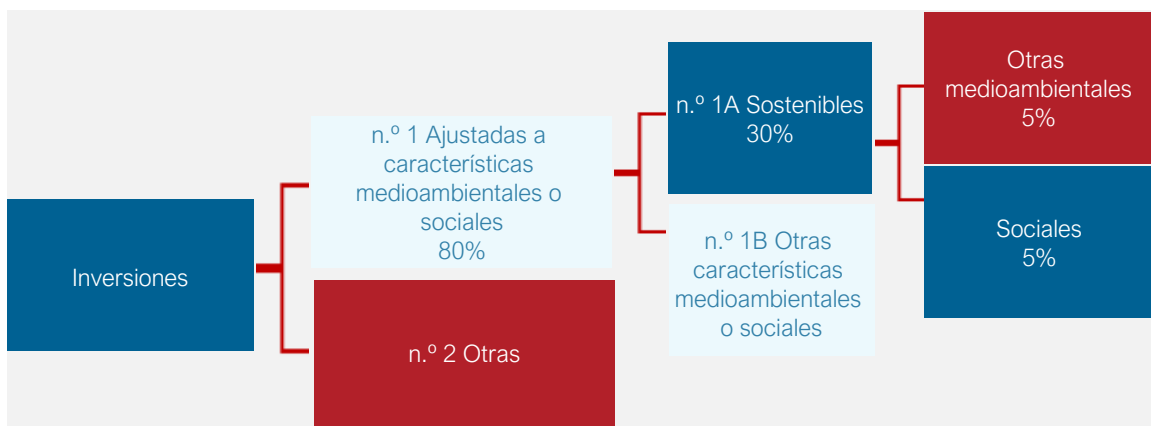 Inversiones
n.º 1 Ajustadas a
características
medioambientales o
sociales
80%
n.º 2 Otras
n.º 1A Sostenibles
30%
n.º 1B Otras
características
medioambientales
o sociales
Otras
medioambientales
5%
Sociales
5%